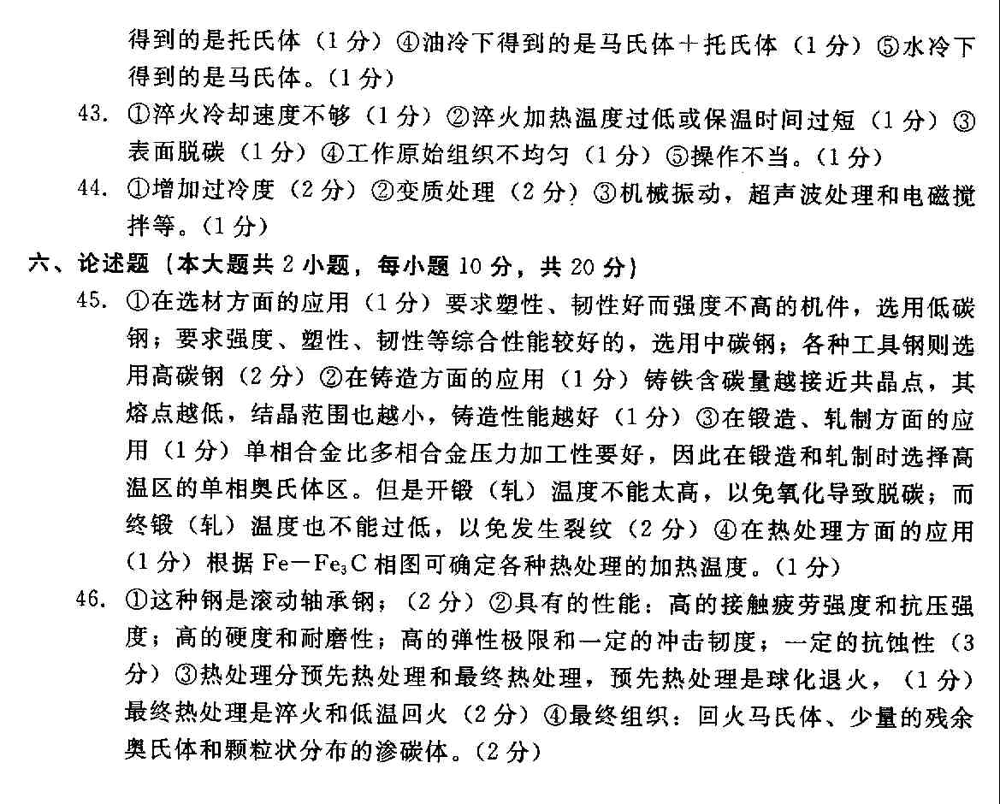 得到的是托氏体（1 分）④油冷下得到的是马氏体＋托氏体（1 分）⑤水冷下
得到的是马氏体。（1 分）
43. ①淬火冷却速度不够（1 分）②淬火加热温度过低或保温时间过短（1 分）③
表面脱碳（1 分）④工作原始组织不均匀（1 分）⑤操作不当。（1 分）
44. ①增加过冷度（2 分）②变质处理（2 分）③机械振动，超声波处理和电磁搅
拌等。（1 分）
六、论述题（本大题共 2 小题，每小题 10 分，共 20 分）
45. ①在选材方面的应用（1 分）要求塑性、韧性好而强度不高的机件，选用低碳
钢；要求强度、塑性、韧性等综合性能较好的，选用中碳钢；各种工具钢则选
用高碳钢（2 分）②在铸造方面的应用（1 分）铸铁含碳量越接近共晶点，其
熔点越低，结晶范围也越小，铸造性能越好（1 分）③在锻造、轧制方面的应
用（1 分）单相合金比多相合金压力加工性要好，因此在锻造和轧制时选择高
温区的单相奥氏体区。但是开锻（轧）温度不能太高，以免氧化导致脱碳；而
终锻（轧）温度也不能过低，以免发生裂纹（2 分）④在热处理方面的应用
（1 分）根据 Fe－Fe₃C 相图可确定各种热处理的加热温度。（1 分）
46. ①这种钢是滚动轴承钢；（2 分）②具有的性能：高的接触疲劳强度和抗压强
度；高的硬度和耐磨性；高的弹性极限和一定的冲击韧度；一定的抗蚀性（3
分）③热处理分预先热处理和最终热处理，预先热处理是球化退火，（1 分）
最终热处理是淬火和低温回火（2 分）④最终组织：回火马氏体、少量的残余
奥氏体和颗粒状分布的渗碳体。（2 分）